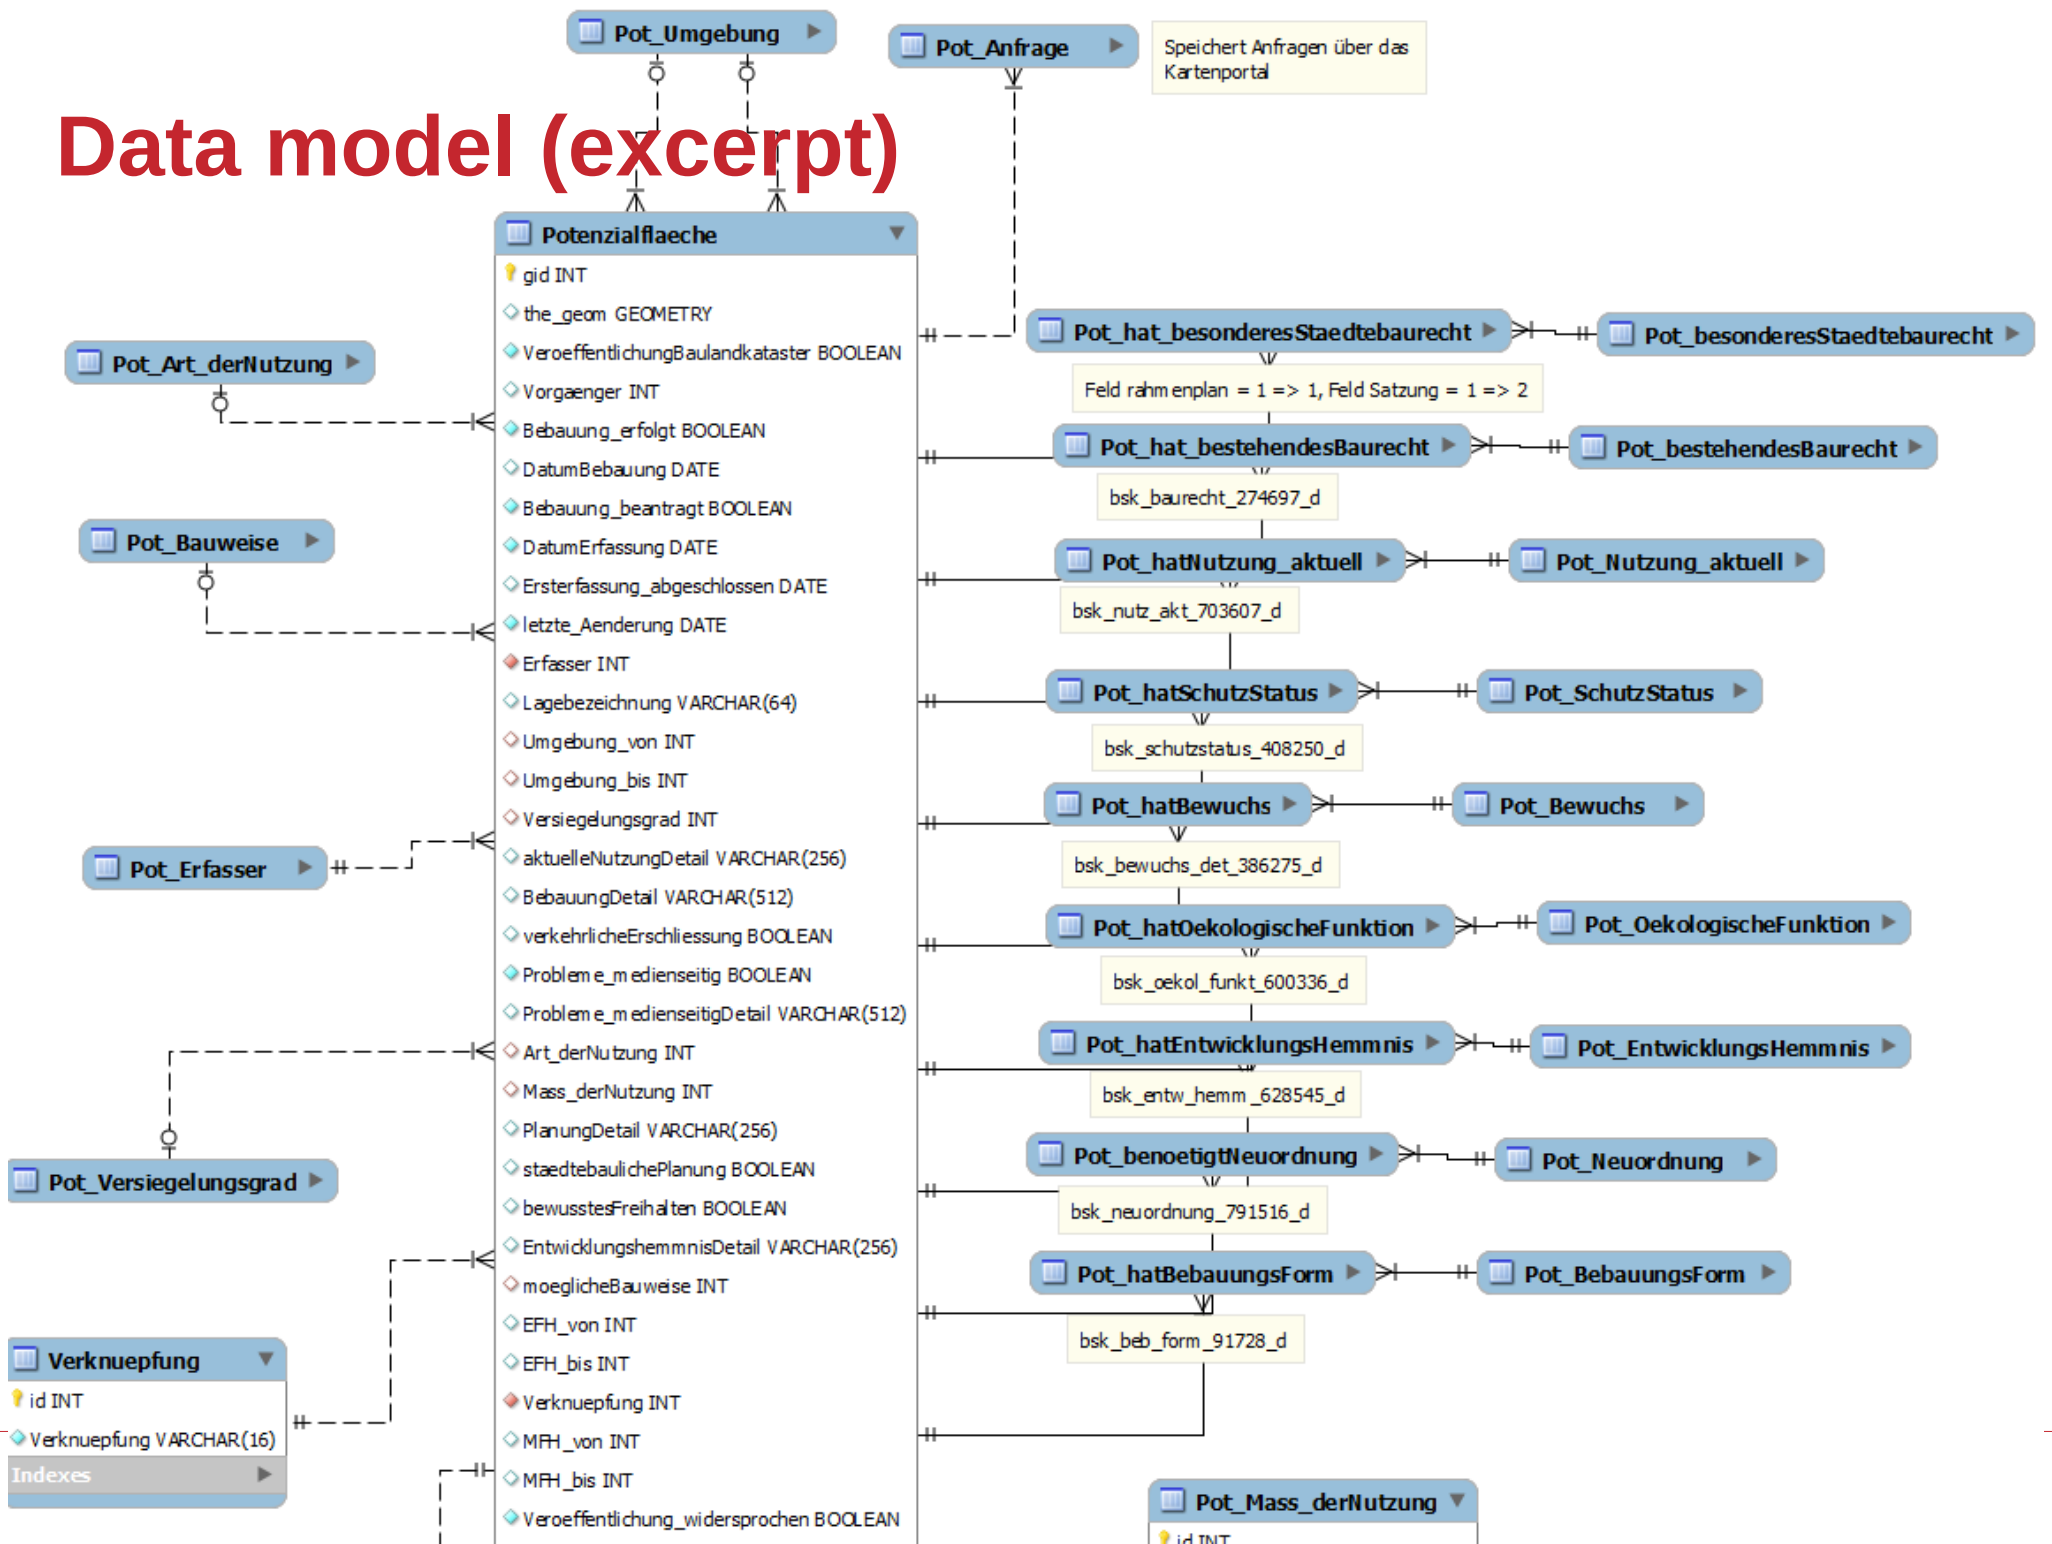 Pot_Umgebung
Pot_Anfrage
Speichert Anfragen über das
Kartenportal
Data model (excerpt)
Potenzialflaeche
gid INT
the_geom GEOMETRY
VeroeffentlichungBaulandkataster BOOLEAN
Vorgaenger INT
Bebauung_erfolgt BOOLEAN
DatumBebauung DATE
Bebauung_beantragt BOOLEAN
DatumErfassung DATE
Ersterfassung_abgeschlossen DATE
letzte_Aenderung DATE
Erfasser INT
Lagebezeichnung VARCHAR(64)
Umgebung_von INT
Umgebung_bis INT
Versiegelungsgrad INT
aktuelleNutzungDetail VARCHAR(256)
BebauungDetail VARCHAR(512)
verkehrlicheErschliessung BOOLEAN
Probleme_medienseitig BOOLEAN
Probleme_medienseitigDetail VARCHAR(512)
Art_derNutzung INT
Mass_derNutzung INT
PlanungDetail VARCHAR(256)
staedtebaulichePlanung BOOLEAN
bewusstesFreihalten BOOLEAN
EntwicklungshemmnisDetail VARCHAR(256)
moeglicheBauweise INT
EFH_von INT
EFH_bis INT
Verknuepfung INT
MFH_von INT
MFH_bis INT
Veroeffentlichung_widersprochen BOOLEAN
Pot_Art_derNutzung
Pot_Bauweise
Pot_Erfasser
Pot_Versiegelungsgrad
Verknuepfung
id INT
Verknuepfung VARCHAR(16)
Indexes
Pot_hat_besonderesStaedtebaurecht
Pot_besonderesStaedtebaurecht
Feld rahmenplan = 1 => 1, Feld Satzung = 1 => 2
Pot_hat_bestehendesBaurecht
Pot_bestehendesBaurecht
bsk_baurecht_274697_d
Pot_hatNutzung_aktuell
Pot_Nutzung_aktuell
bsk_nutz_akt_703607_d
Pot_hatSchutzStatus
Pot_SchutzStatus
bsk_schutzstatus_408250_d
Pot_hatBewuchs
Pot_Bewuchs
bsk_bewuchs_det_386275_d
Pot_hatOekologischeFunktion
Pot_OekologischeFunktion
bsk_oekol_funkt_600336_d
Pot_hatEntwicklungsHemmnis
Pot_EntwicklungsHemmnis
bsk_entw_hemm_628545_d
Pot_benoetigtNeuordnung
Pot_Neuordnung
bsk_neuordnung_791516_d
Pot_hatBebauungsForm
Pot_BebauungsForm
bsk_beb_form_91728_d
Pot_Mass_derNutzung
id INT